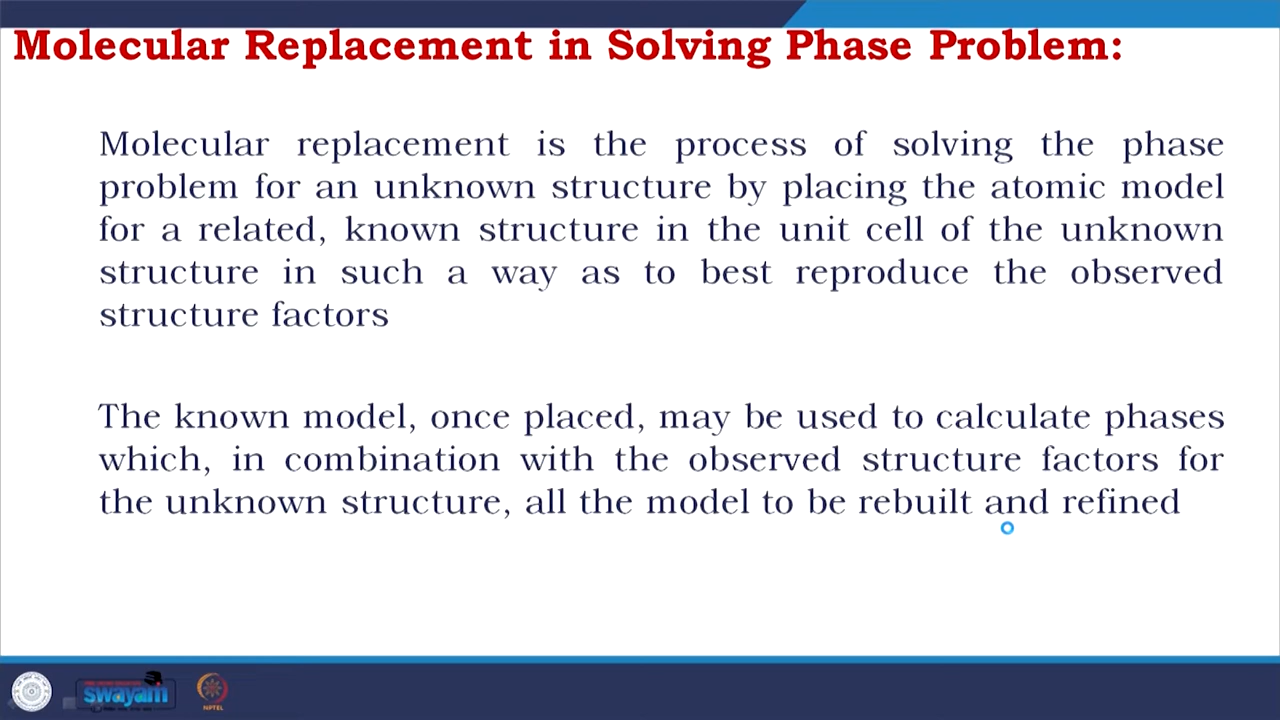 Molecular Replacement in Solving Phase Problem:
Molecular replacement is the process of solving the phase
problem for an unknown structure by placing the atomic model
for a related, known structure in the unit cell of the unknown
structure in such a way as to best reproduce the observed
structure factors
The known model, once placed, may be used to calculate phases
which, in combination with the observed structure factors for
the unknown structure, all the model to be rebuilt and refined
swayam
NPTEL